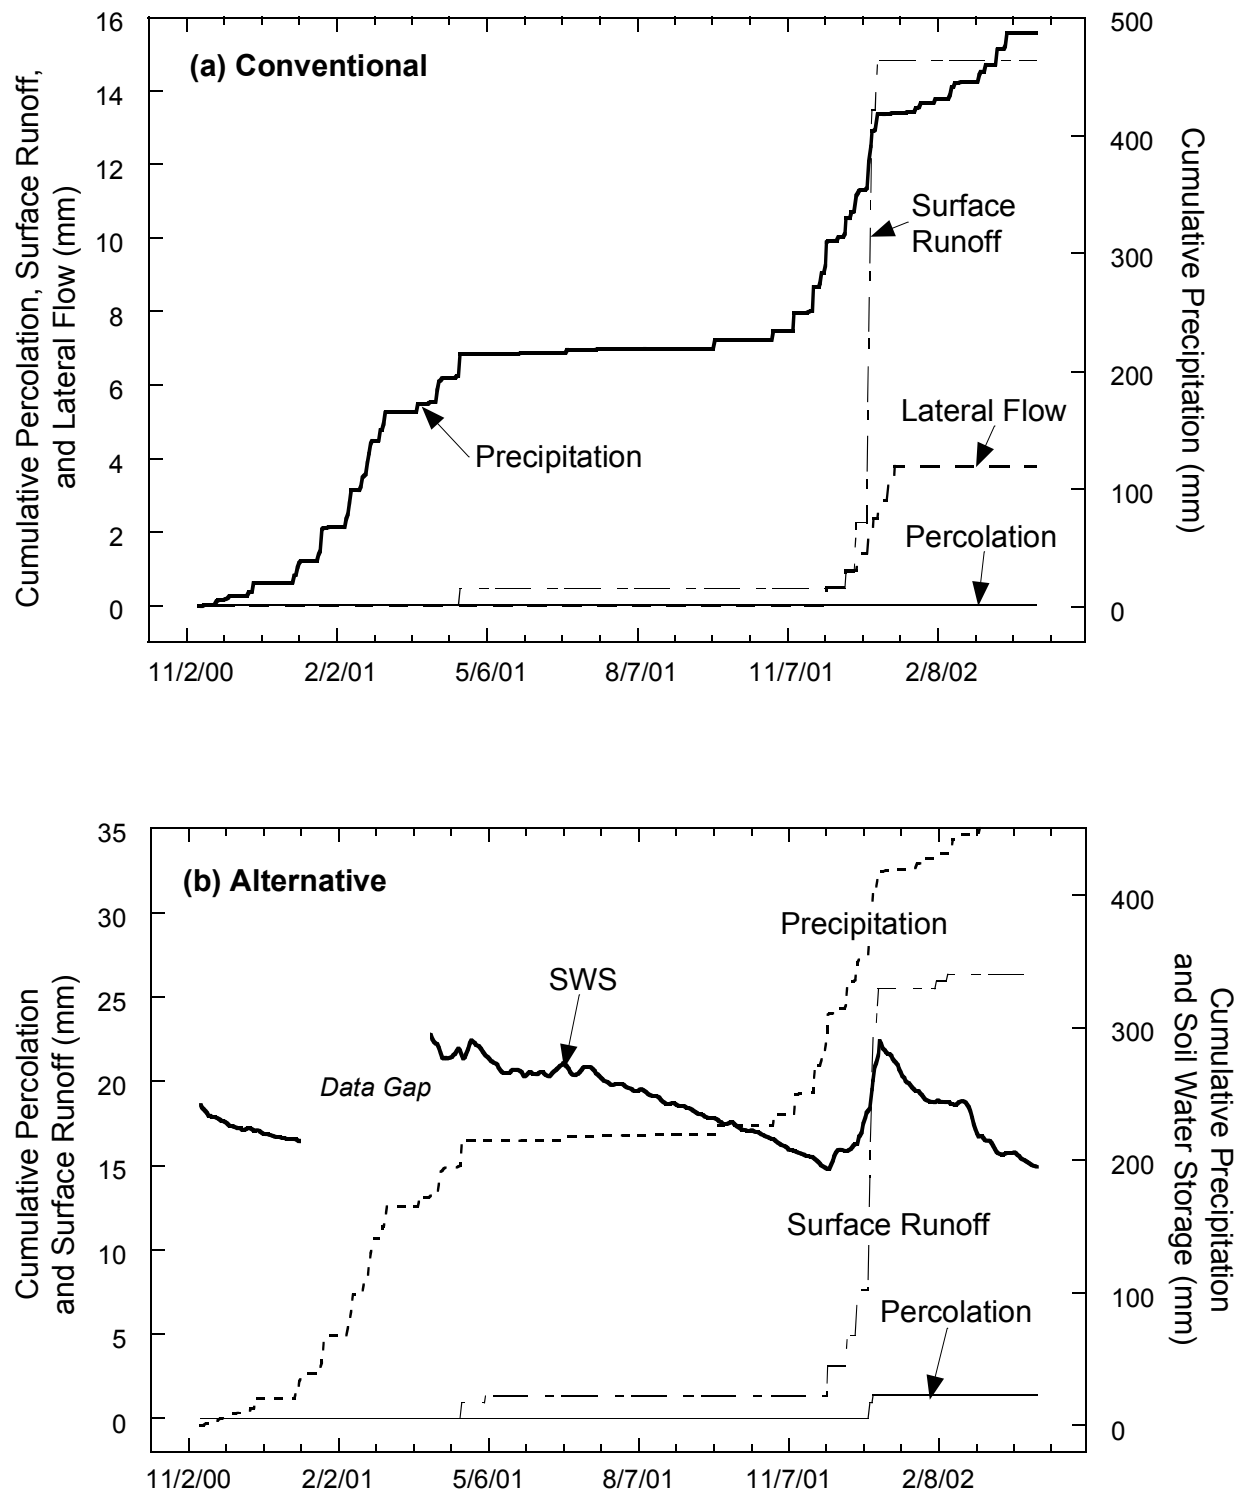 (a) Conventional
Cumulative Percolation, Surface Runoff,
and Lateral Flow (mm)
16
14
12
10
8
6
4
2
0
500
400
300
200
100
0
Cumulative Precipitation (mm)
Surface
Runoff
Lateral Flow
Precipitation
Percolation
11/2/00 2/2/01 5/6/01 8/7/01 11/7/01 2/8/02
(b) Alternative
Cumulative Percolation
and Surface Runoff (mm)
35
30
25
20
15
10
5
0
400
300
200
100
0
Cumulative Precipitation
and Soil Water Storage (mm)
Precipitation
SWS
Data Gap
Surface Runoff
Percolation
11/2/00 2/2/01 5/6/01 8/7/01 11/7/01 2/8/02